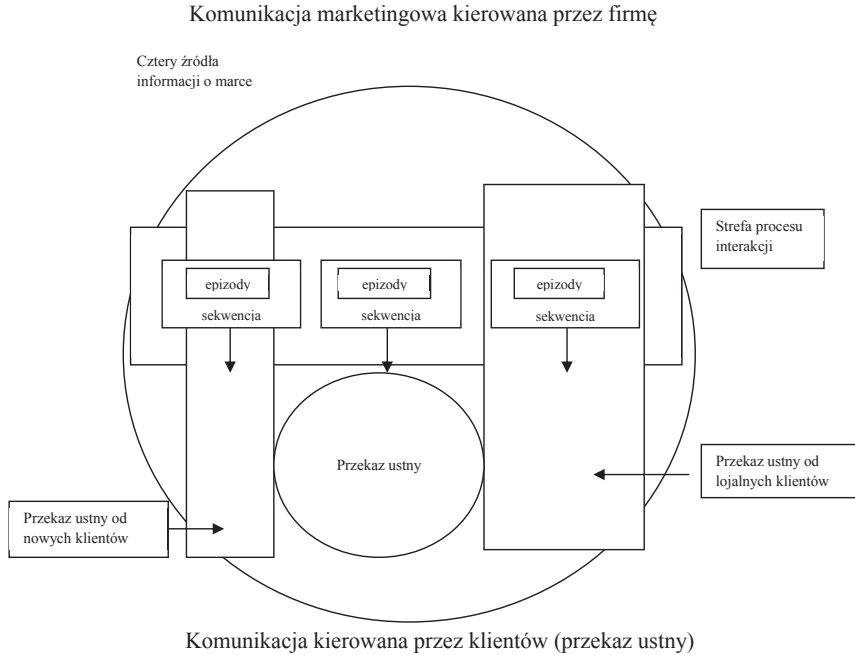 Komunikacja marketingowa kierowana przez firmę
Cztery źródła
informacji o marce
Strefa procesu
interakcji
epizody
sekwencja
epizody
sekwencja
epizody
sekwencja
Przekaz ustny
Przekaz ustny od
lojalnych klientów
Przekaz ustny od
nowych klientów
Komunikacja kierowana przez klientów (przekaz ustny)